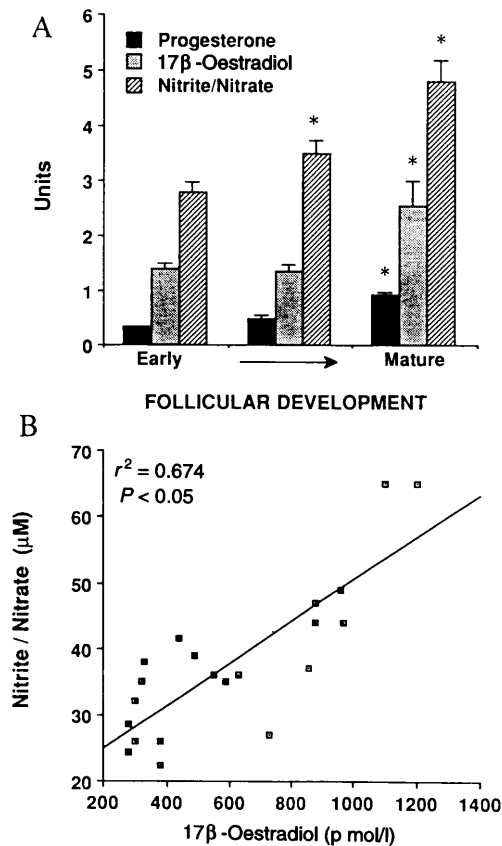 A
Progesterone
17β-Oestradiol
Nitrite/Nitrate
Units
6
5
4
3
2
1
0
*
*
*
*
Early
Mature
FOLLICULAR DEVELOPMENT
B
r² = 0.674
P < 0.05
Nitrite / Nitrate (μM)
70
60
50
40
30
20
200 400 600 800 1000 1200 1400
17β-Oestradiol (p mol/l)